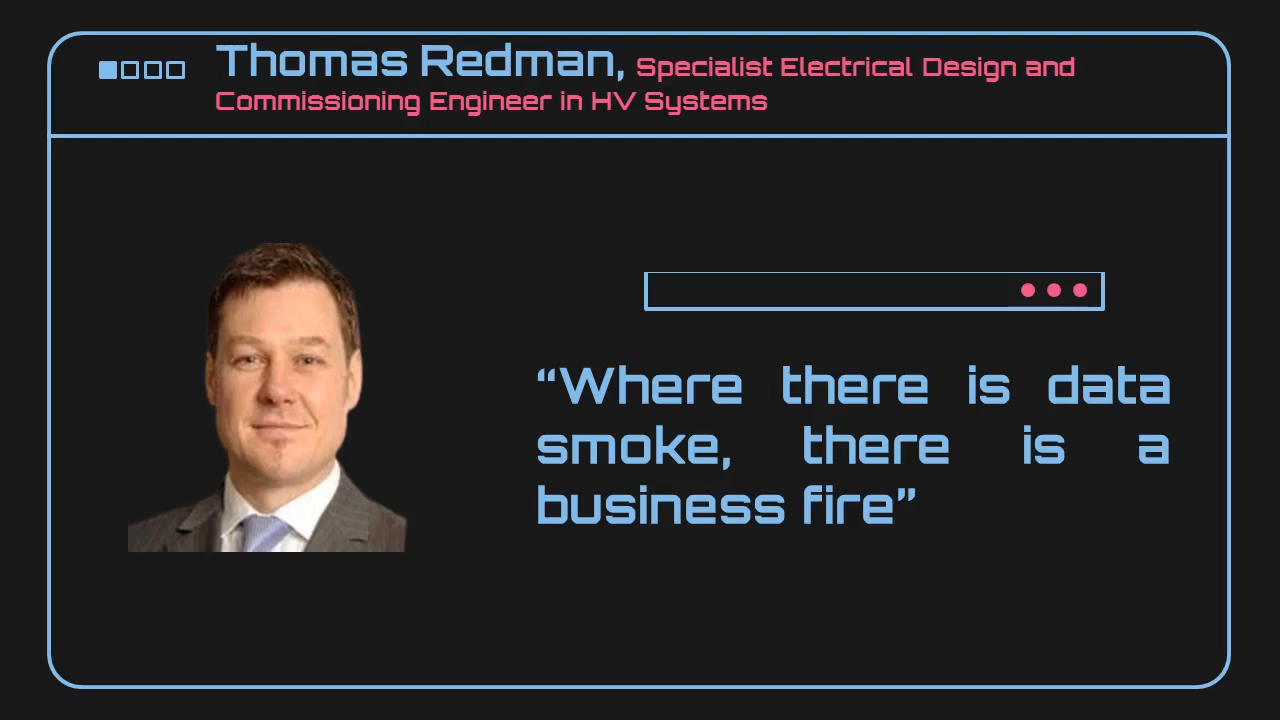 Thomas Redman, Specialist Electrical Design and
Commissioning Engineer in HV Systems
“Where there is data
smoke, there is a
business fire”